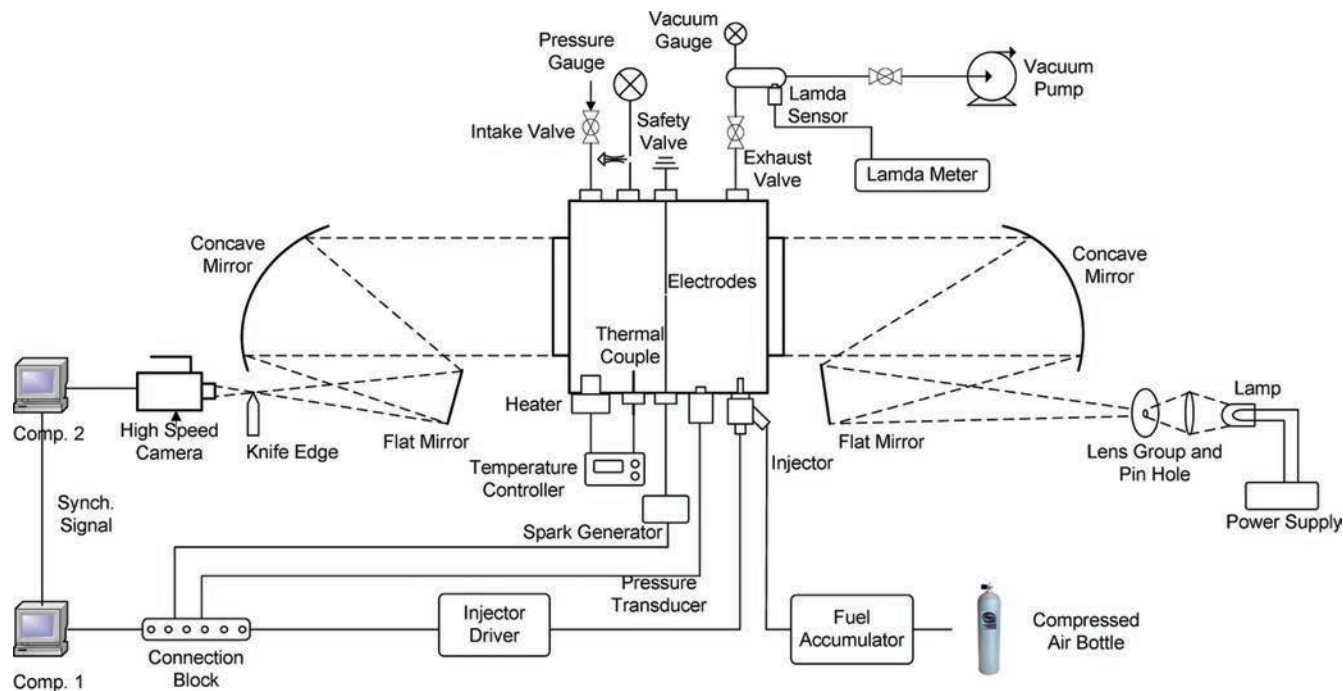 Vacuum
Gauge
Pressure
Gauge
Vacuum
Pump
Lamda
Sensor
Intake Valve
Safety
Valve
Exhaust
Valve
Lamda Meter
Concave
Mirror
Concave
Mirror
Electrodes
Thermal
Couple
Lamp
Heater
Comp. 2
High Speed
Camera
Knife Edge
Flat Mirror
Flat Mirror
Lens Group and
Pin Hole
Injector
Temperature
Controller
Synch.
Signal
Spark Generator
Power Supply
Pressure
Transducer
Injector
Driver
Fuel
Accumulator
Compressed
Air Bottle
Connection
Block
Comp. 1